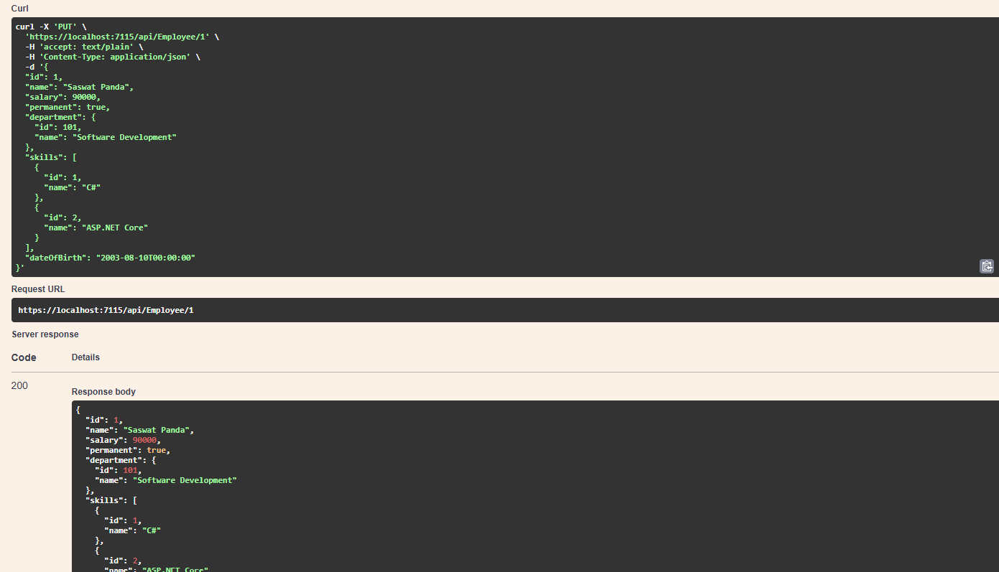 Curl
curl -X 'PUT' \
  'https://localhost:7115/api/Employee/1' \
  -H 'accept: text/plain' \
  -H 'Content-Type: application/json' \
  -d '{
  "id": 1,
  "name": "Saswat Panda",
  "salary": 90000,
  "permanent": true,
  "department": {
    "id": 101,
    "name": "Software Development"
  },
  "skills": [
    {
      "id": 1,
      "name": "C#"
    },
    {
      "id": 2,
      "name": "ASP.NET Core"
    }
  ],
  "dateOfBirth": "2003-08-10T00:00:00"
}'
Request URL
https://localhost:7115/api/Employee/1
Server response
Code Details
200
Response body
{
  "id": 1,
  "name": "Saswat Panda",
  "salary": 90000,
  "permanent": true,
  "department": {
    "id": 101,
    "name": "Software Development"
  },
  "skills": [
    {
      "id": 1,
      "name": "C#"
    },
    {
      "id": 2,
      "name": "ASP.NET Core"